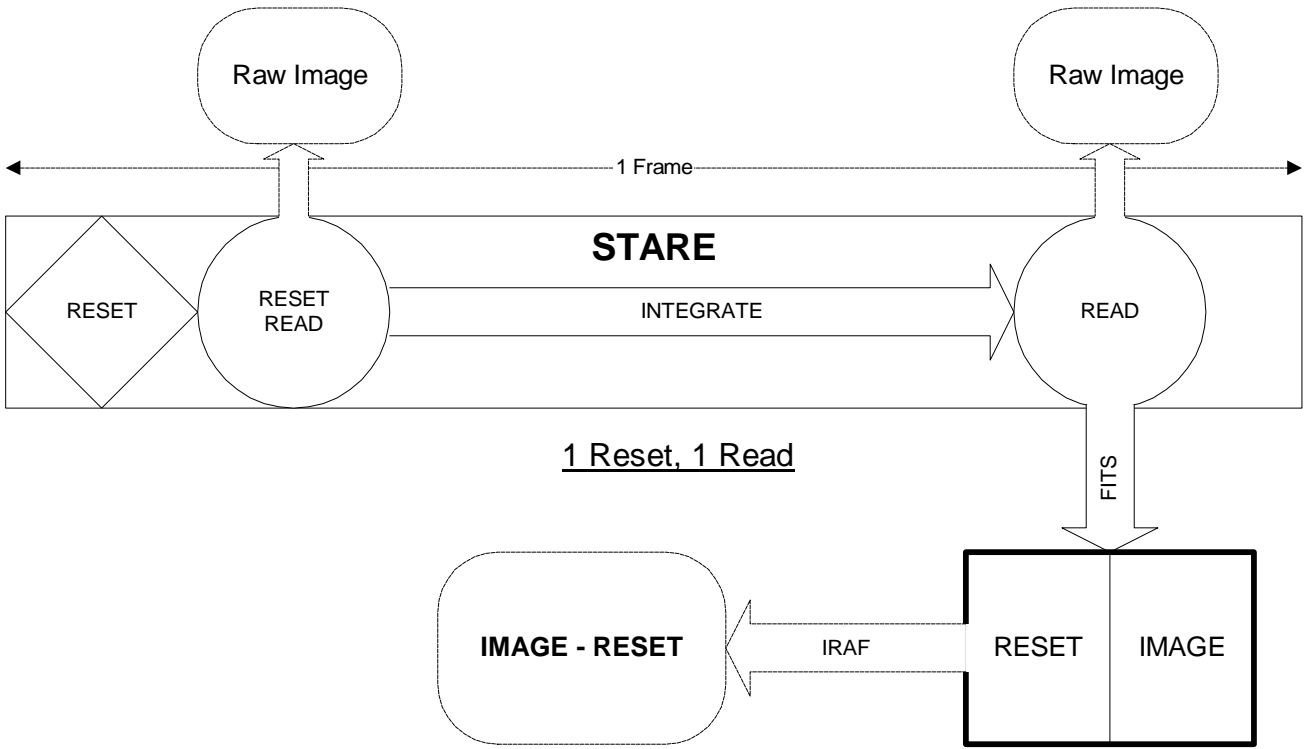 Raw Image
Raw Image
1 Frame
STARE
RESET
RESET
READ
INTEGRATE
READ
1 Reset, 1 Read
FITS
IMAGE - RESET
IRAF
RESET
IMAGE